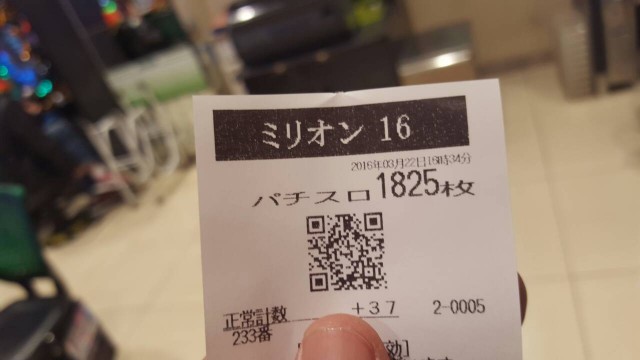 ミリオン 16
2016年03月22日16時34分
パチスロ1825枚
正常計数 +37 2-0005
233番
効]